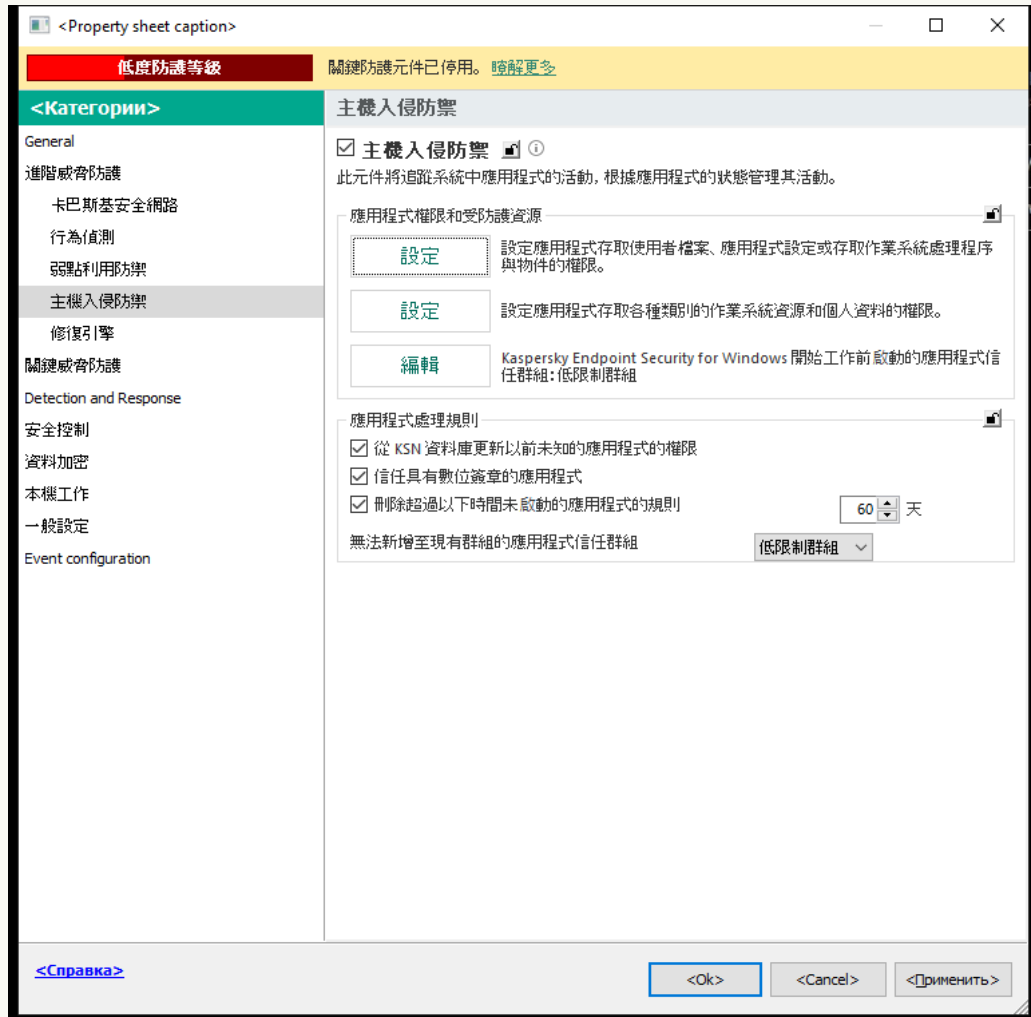 <Property sheet caption>
低度防護等級
關鍵防護元件已停用。 瞭解更多
<Категории>
General
進階威脅防護
卡巴斯基安全網路
行為偵測
弱點利用防禦
主機入侵防禦
修復引擎
關鍵威脅防護
Detection and Response
安全控制
資料加密
本機工作
一般設定
Event configuration
主機入侵防禦
主機入侵防禦
此元件將追蹤系統中應用程式的活動, 根據應用程式的狀態管理其活動。
應用程式權限和受防護資源
設定
設定應用程式存取使用者檔案、應用程式設定或存取作業系統處理程序
與物件的權限。
設定
設定應用程式存取各種類別的作業系統資源和個人資料的權限。
編輯
Kaspersky Endpoint Security for Windows 開始工作前啟動的應用程式信
任群組: 低限制群組
應用程式處理規則
從 KSN 資料庫更新以前未知的應用程式的權限
信任具有數位簽章的應用程式
刪除超過以下時間未啟動的應用程式的規則
60 天
無法新增至現有群組的應用程式信任群組
低限制群組
<Справка>
<Ok>
<Cancel>
<Применить>